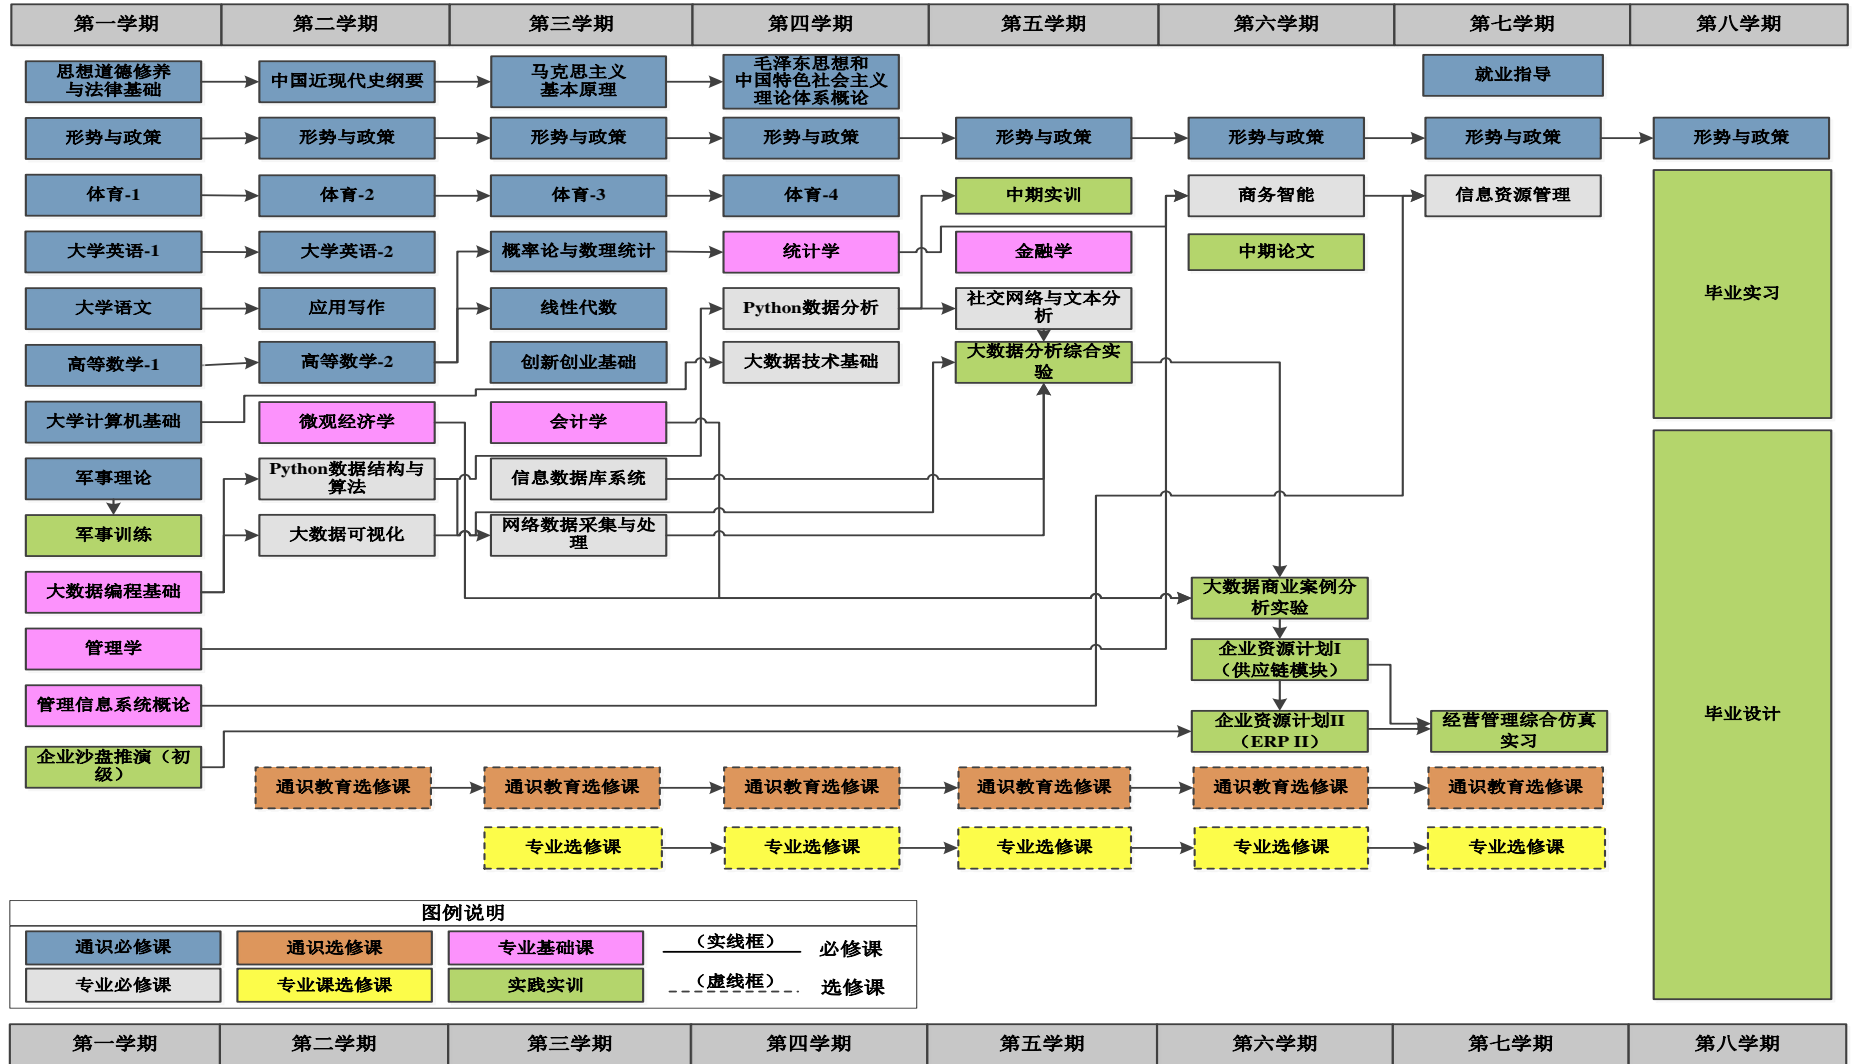 第一学期 第二学期 第三学期 第四学期 第五学期 第六学期 第七学期 第八学期
思想道德修养
与法律基础
中国近现代史纲要
马克思主义
基本原理
毛泽东思想和
中国特色社会主义
理论体系概论
就业指导
形势与政策 形势与政策 形势与政策 形势与政策 形势与政策 形势与政策 形势与政策 形势与政策
体育-1 体育-2 体育-3 体育-4 中期实训 商务智能 信息资源管理
大学英语-1 大学英语-2 概率论与数理统计 统计学 金融学 中期论文
毕业实习
大学语文 应用写作 线性代数 Python数据分析
社交网络与文本分
析
高等数学-1 高等数学-2 创新创业基础 大数据技术基础
大数据分析综合实
验
大学计算机基础 微观经济学 会计学
军事理论
Python数据结构与
算法
信息数据库系统
军事训练 大数据可视化
网络数据采集与处
理
大数据编程基础
大数据商业案例分
析实验
管理学
企业资源计划I
（供应链模块）
管理信息系统概论
企业资源计划II
（ERP II）
经营管理综合仿真
实习
毕业设计
企业沙盘推演（初
级）
通识教育选修课 通识教育选修课 通识教育选修课 通识教育选修课 通识教育选修课 通识教育选修课
专业选修课 专业选修课 专业选修课 专业选修课 专业选修课
图例说明
通识必修课 通识选修课 专业基础课 （实线框） 必修课
专业必修课 专业课选修课 实践实训 （虚线框） 选修课
第一学期 第二学期 第三学期 第四学期 第五学期 第六学期 第七学期 第八学期